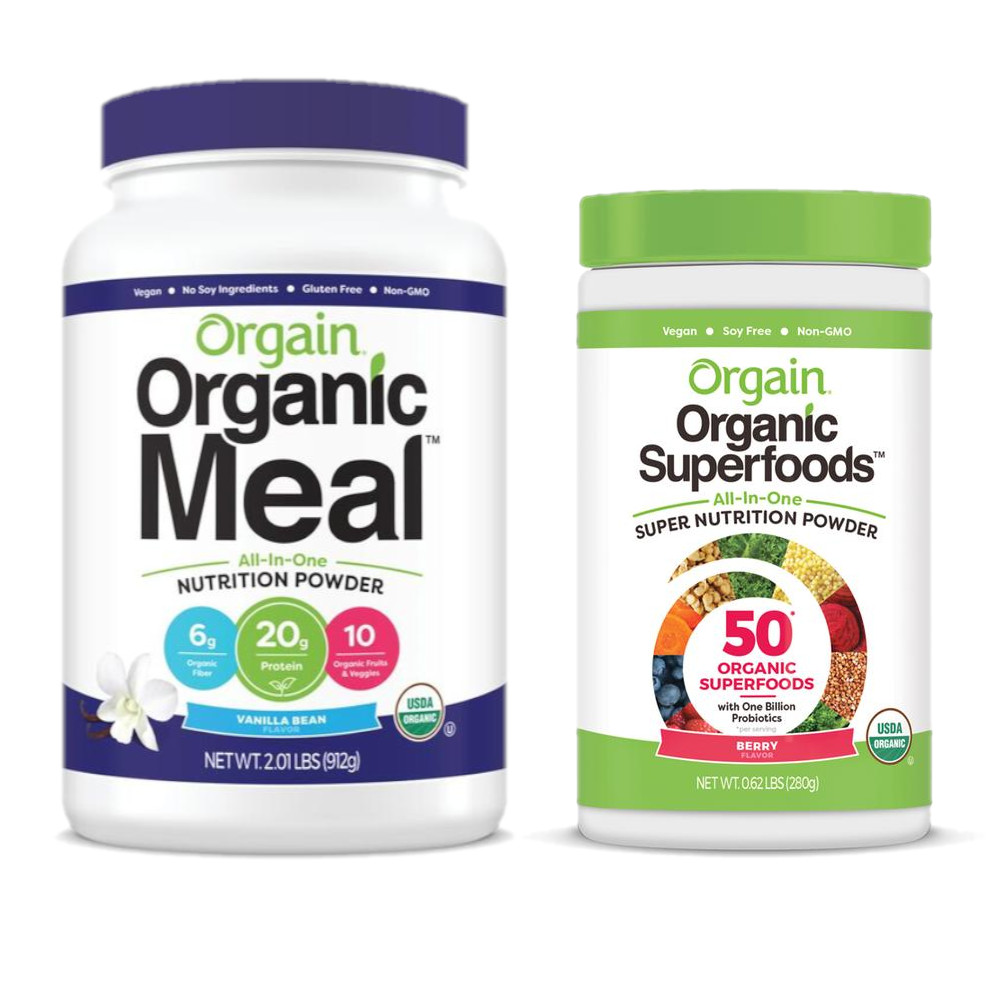 Vegan • No Soy Ingredients • Gluten Free • Non-GMO
Orgain.
Organic
Meal™
All-In-One
NUTRITION POWDER
6g
Organic
Fiber
20g
Protein
10
Organic Fruits
& Veggies
VANILLA BEAN
FLAVOR
USDA
ORGANIC
U
NET WT. 2.01 LBS (912g)
Vegan • Soy Free • Non-GMO
Orgain.
Organic
Superfoods™
All-In-One
SUPER NUTRITION POWDER
50*
ORGANIC
SUPERFOODS
with One Billion
Probiotics
*per serving
BERRY
FLAVOR
USDA
ORGANIC
NET WT. 0.62 LBS (280g)